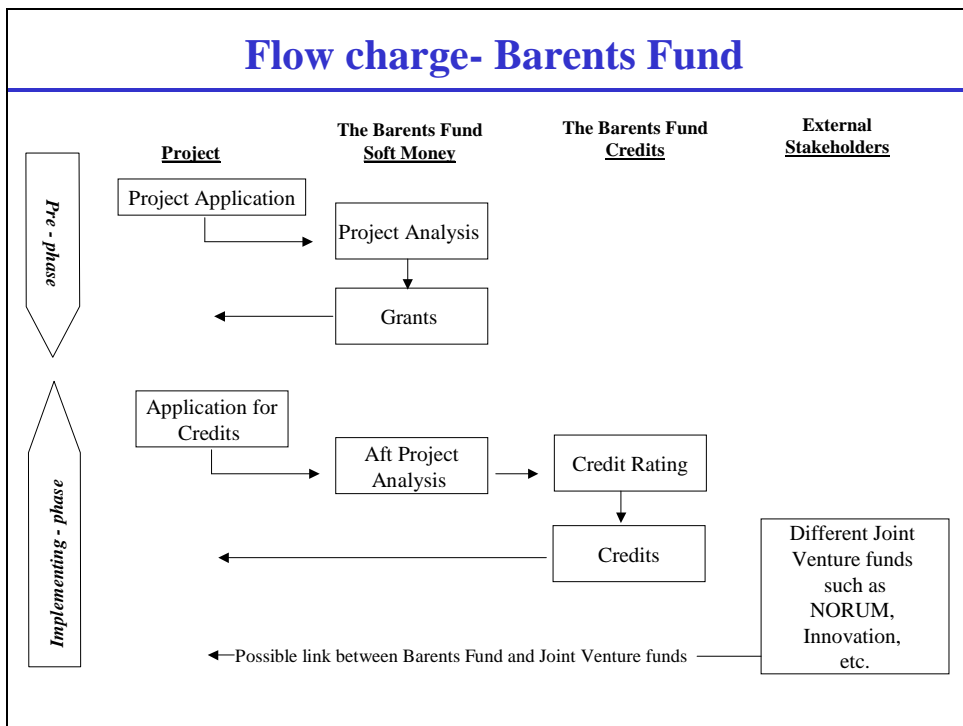 Flow charge- Barents Fund
Project
The Barents Fund
Soft Money
The Barents Fund
Credits
External
Stakeholders
Pre - phase
Project Application
Project Analysis
Grants
Implementing - phase
Application for
Credits
Aft Project
Analysis
Credit Rating
Credits
Different Joint
Venture funds
such as
NORUM,
Innovation,
etc.
Possible link between Barents Fund and Joint Venture funds